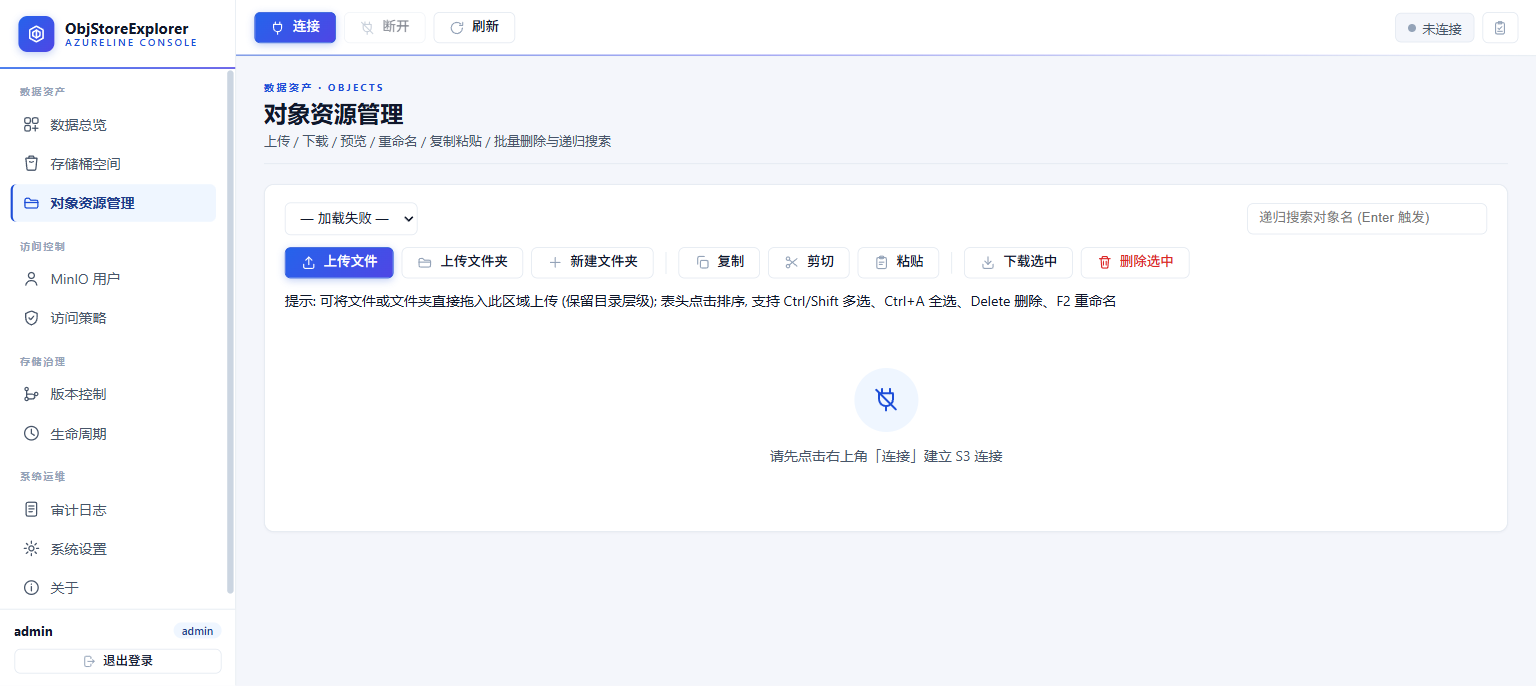 ObjStoreExplorer
AZURELINE CONSOLE
数据资产
数据总览
存储桶空间
对象资源管理
访问控制
MinIO 用户
访问策略
存储治理
版本控制
生命周期
系统运维
审计日志
系统设置
关于
admin admin
退出登录
连接 断开 刷新 未连接
数据资产 · OBJECTS
对象资源管理
上传 / 下载 / 预览 / 重命名 / 复制粘贴 / 批量删除与递归搜索
— 加载失败 — 递归搜索对象名 (Enter 触发)
上传文件 上传文件夹 新建文件夹 复制 剪切 粘贴 下载选中 删除选中
提示: 可将文件或文件夹直接拖入此区域上传 (保留目录层级); 表头点击排序, 支持 Ctrl/Shift 多选、Ctrl+A 全选、Delete 删除、F2 重命名
请先点击右上角「连接」建立 S3 连接